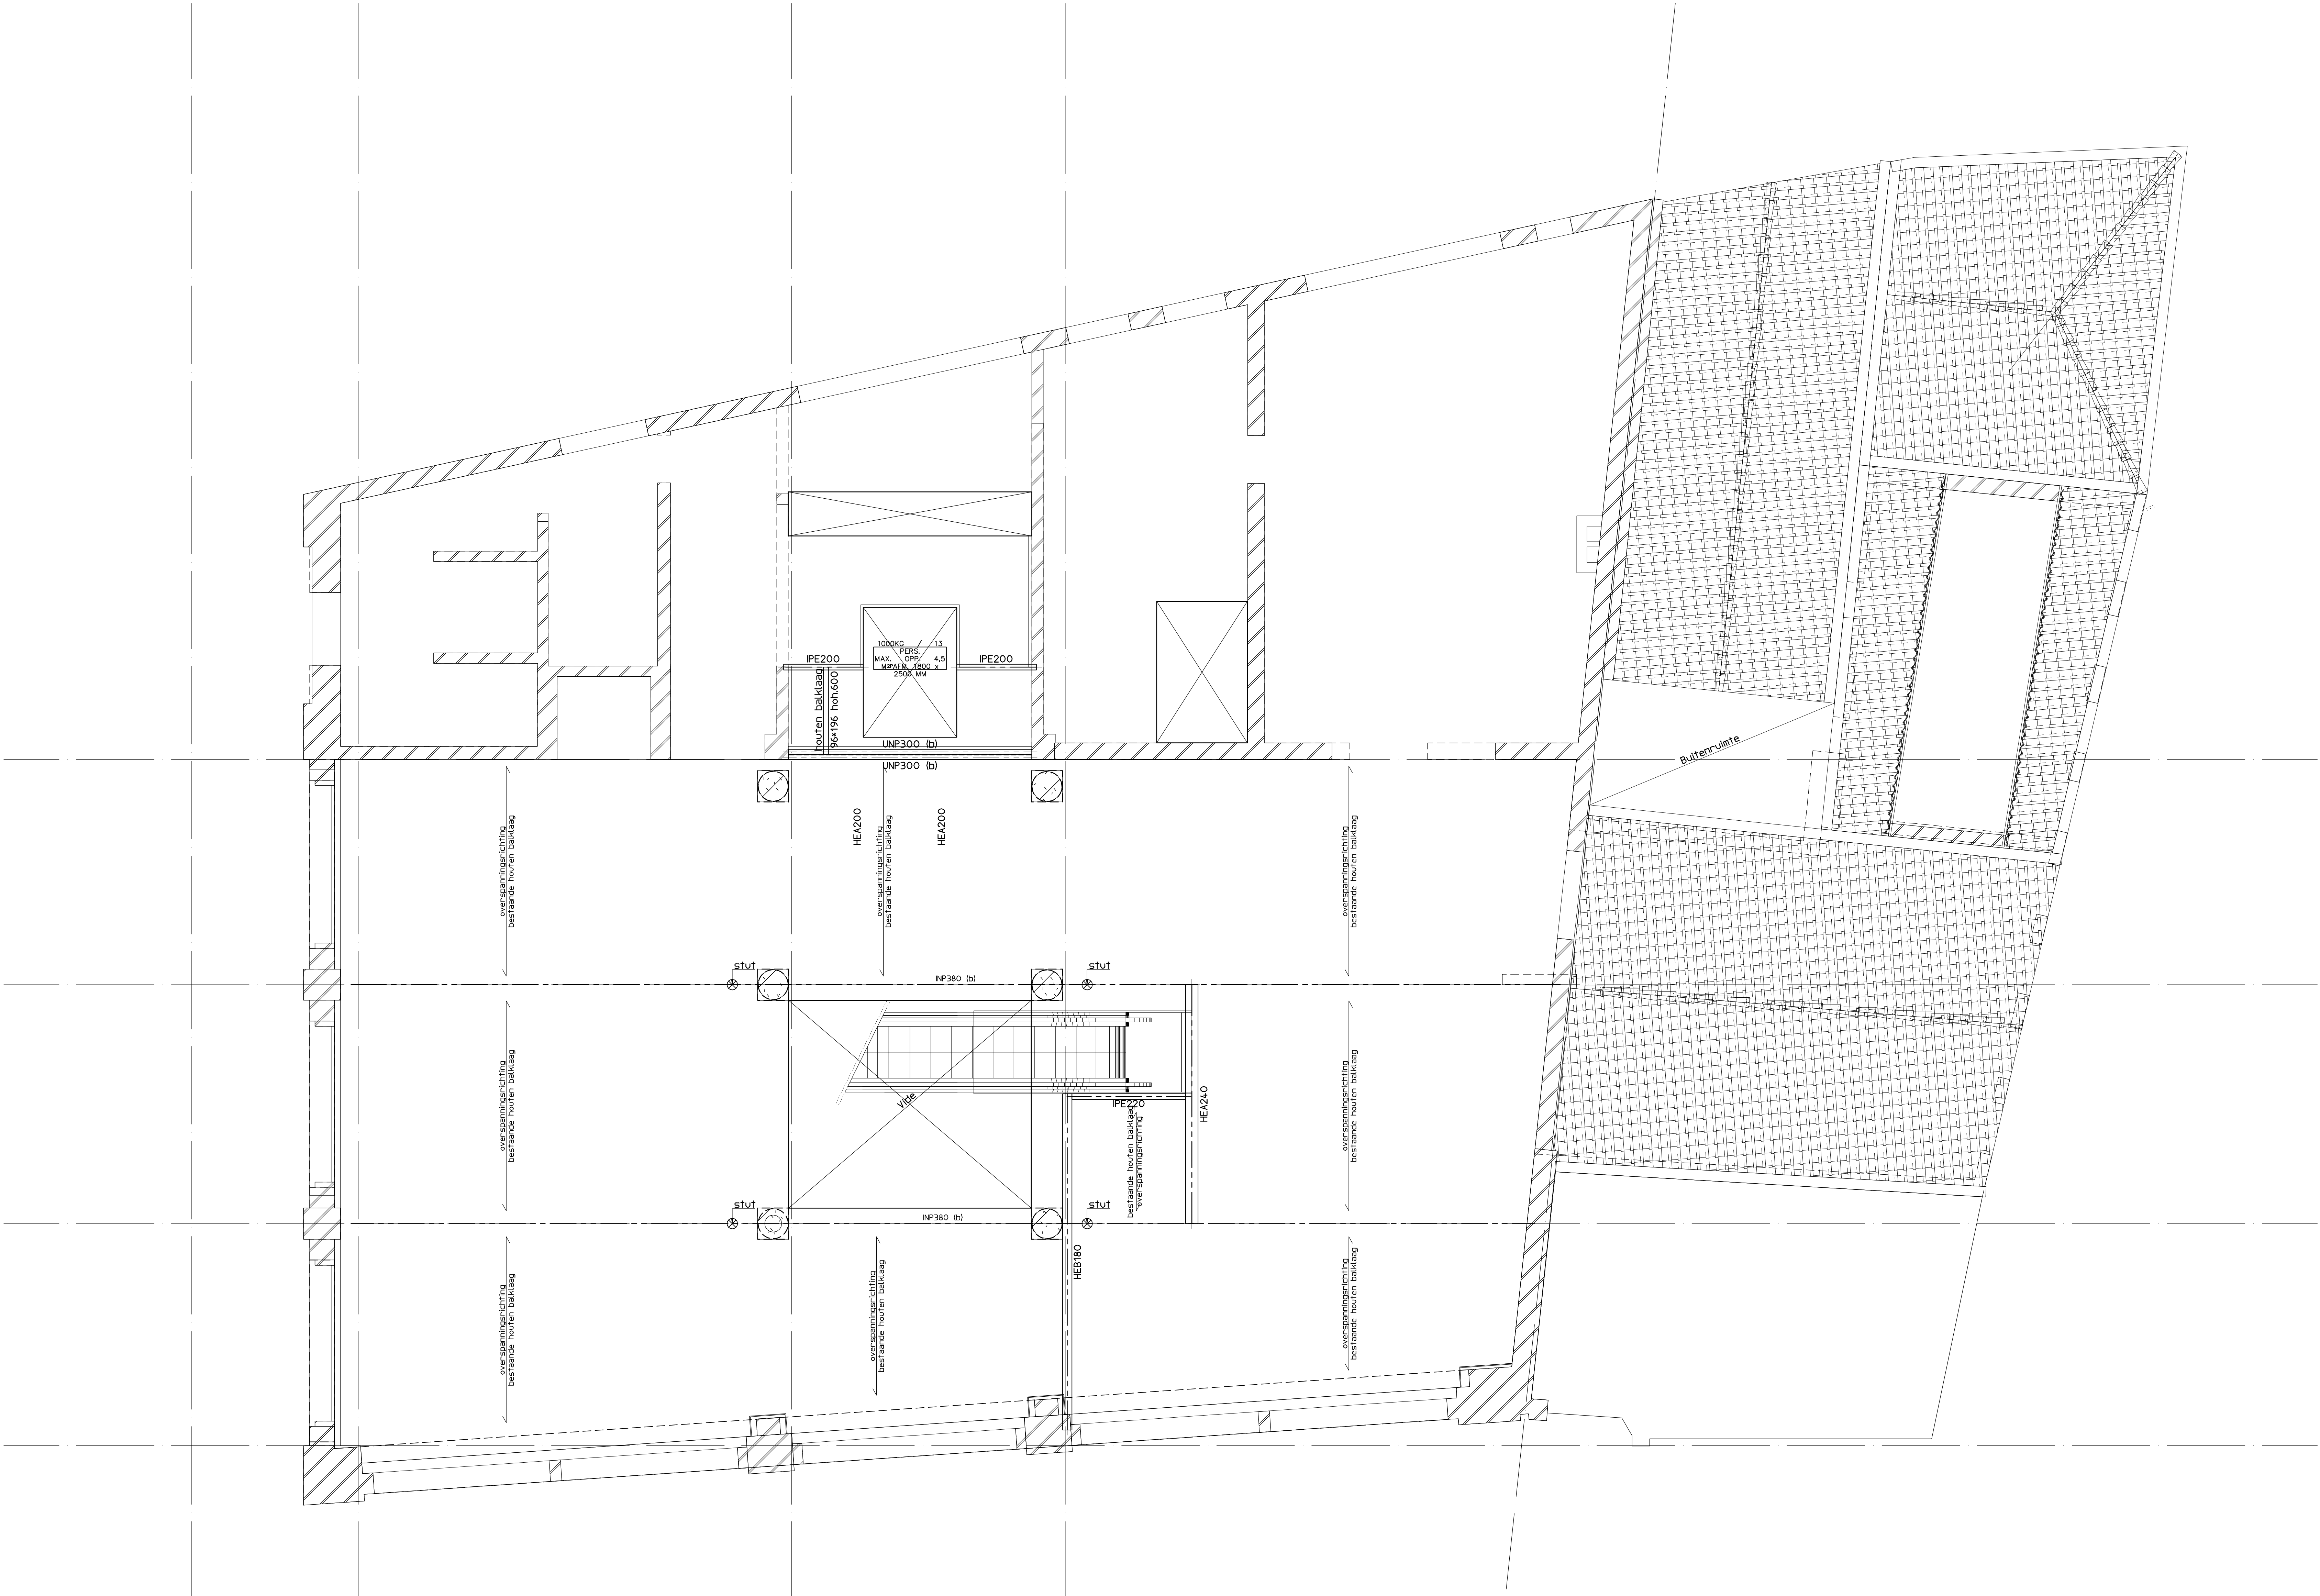 1000KG / 13
PERS.
MAX. OPP. 4,5
M2*AFM. 1800 x
2500 MM
IPE200
IPE200
houten balklaag
96*196 hoh.600
UNP300 (b)
UNP300 (b)
Buitenruimte
overspanningsrichting
bestaande houten balklaag
HEA200
overspanningsrichting
bestaande houten balklaag
HEA200
overspanningsrichting
bestaande houten balklaag
stut
INP380 (b)
stut
overspanningsrichting
bestaande houten balklaag
Vide
IPE220
HEA240
bestaande houten balklaag
overspanningsrichting
overspanningsrichting
bestaande houten balklaag
stut
INP380 (b)
stut
overspanningsrichting
bestaande houten balklaag
overspanningsrichting
bestaande houten balklaag
HEB180
overspanningsrichting
bestaande houten balklaag